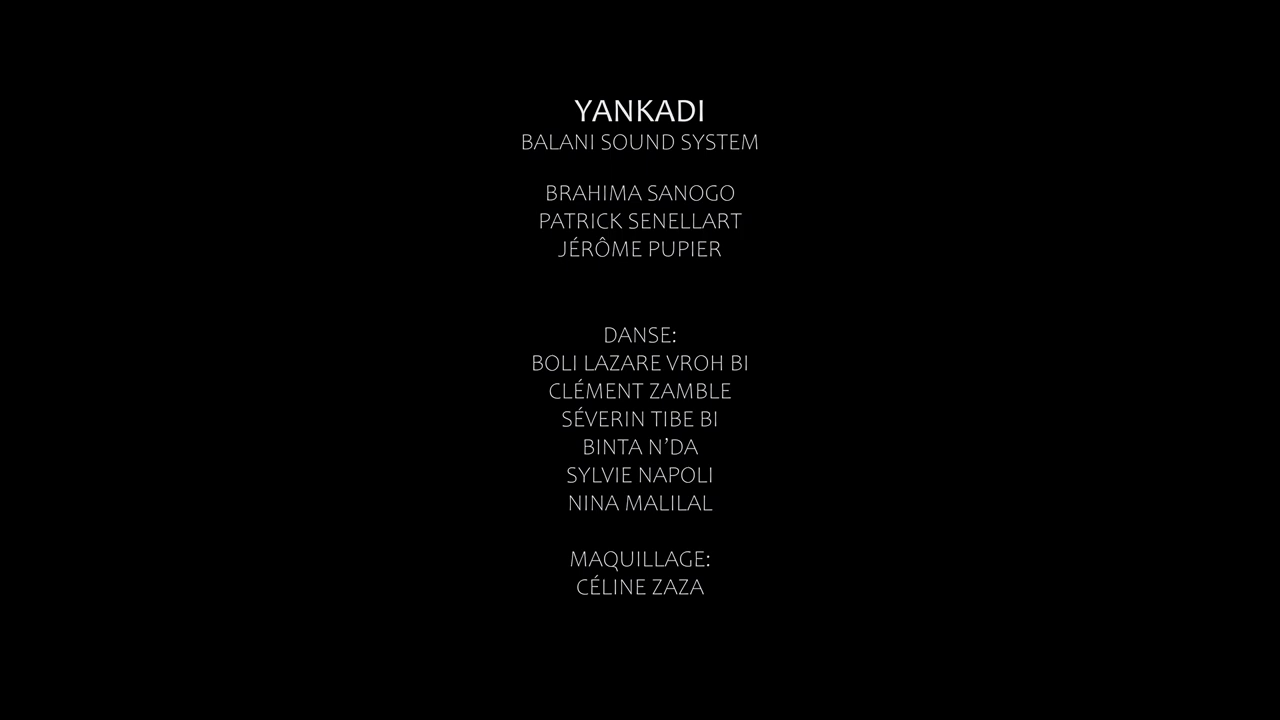 YANKADI
BALANI SOUND SYSTEM
BRAHIMA SANOGO
PATRICK SENELLART
JÉRÔME PUPIER
DANSE:
BOLI LAZARE VROH BI
CLÉMENT ZAMBLE
SÉVERIN TIBE BI
BINTA N’DA
SYLVIE NAPOLI
NINA MALILAL
MAQUILLAGE:
CÉLINE ZAZA